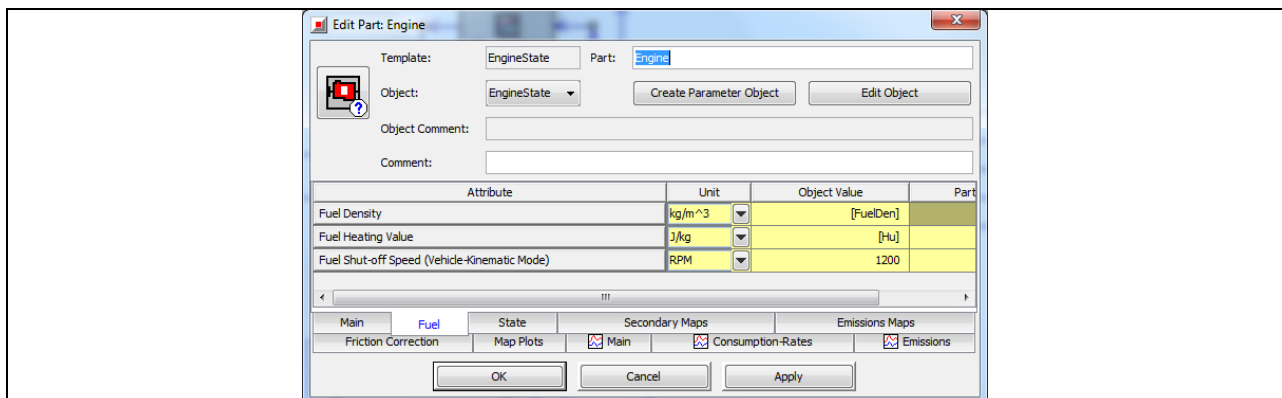 Edit Part: Engine
Template: EngineState Part: Engine
Object: EngineState Create Parameter Object Edit Object
Object Comment:
Comment:
Attribute Unit Object Value Part
Fuel Density kg/m^3 [FuelDen]
Fuel Heating Value J/kg [Hu]
Fuel Shut-off Speed (Vehicle-Kinematic Mode) RPM 1200
Main Fuel State Secondary Maps Emissions Maps
Friction Correction Map Plots Main Consumption-Rates Emissions
OK Cancel Apply